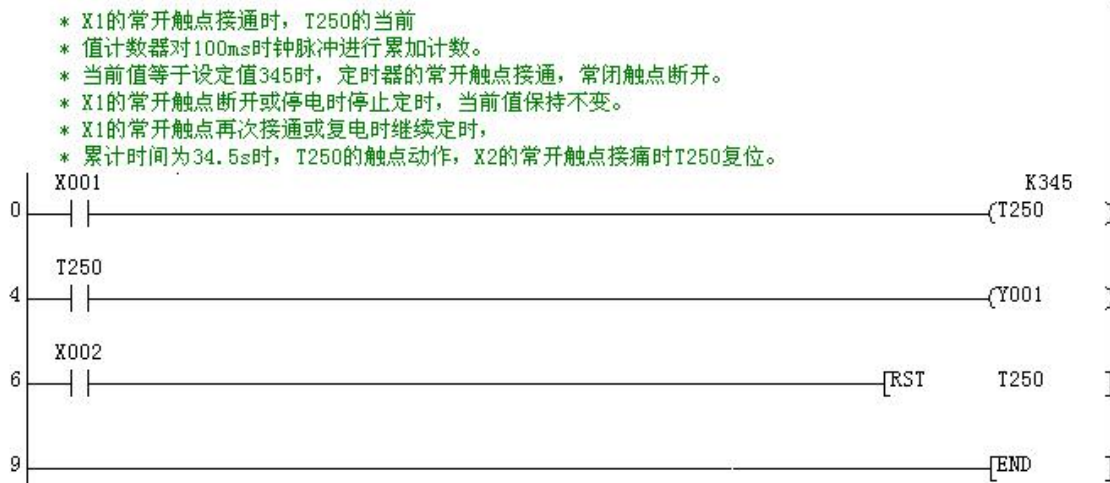 * X1的常开触点接通时，T250的当前
* 值计数器对100ms时钟脉冲进行累加计数。
* 当前值等于设定值345时，定时器的常开触点接通，常闭触点断开。
* X1的常开触点断开或停电时停止定时，当前值保持不变。
* X1的常开触点再次接通或复电时继续定时，
* 累计时间为34.5s时，T250的触点动作，X2的常开触点接痛时T250复位。
X001 K345
0 (T250 )
T250
4 (Y001 )
X002
6 [RST T250 ]
9 [END ]